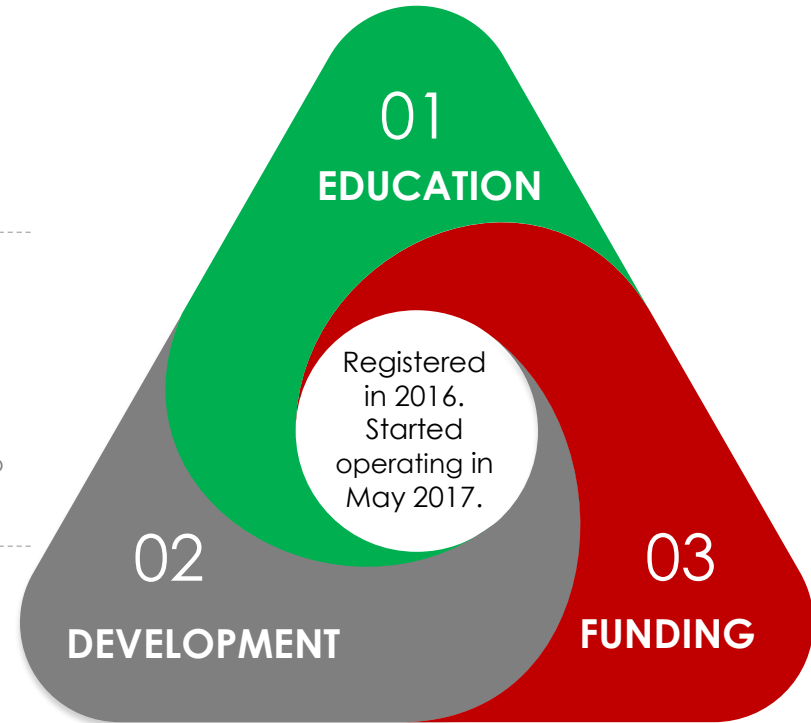 01
EDUCATION
Registered
in 2016.
Started
operating in
May 2017.
02
DEVELOPMENT
03
FUNDING